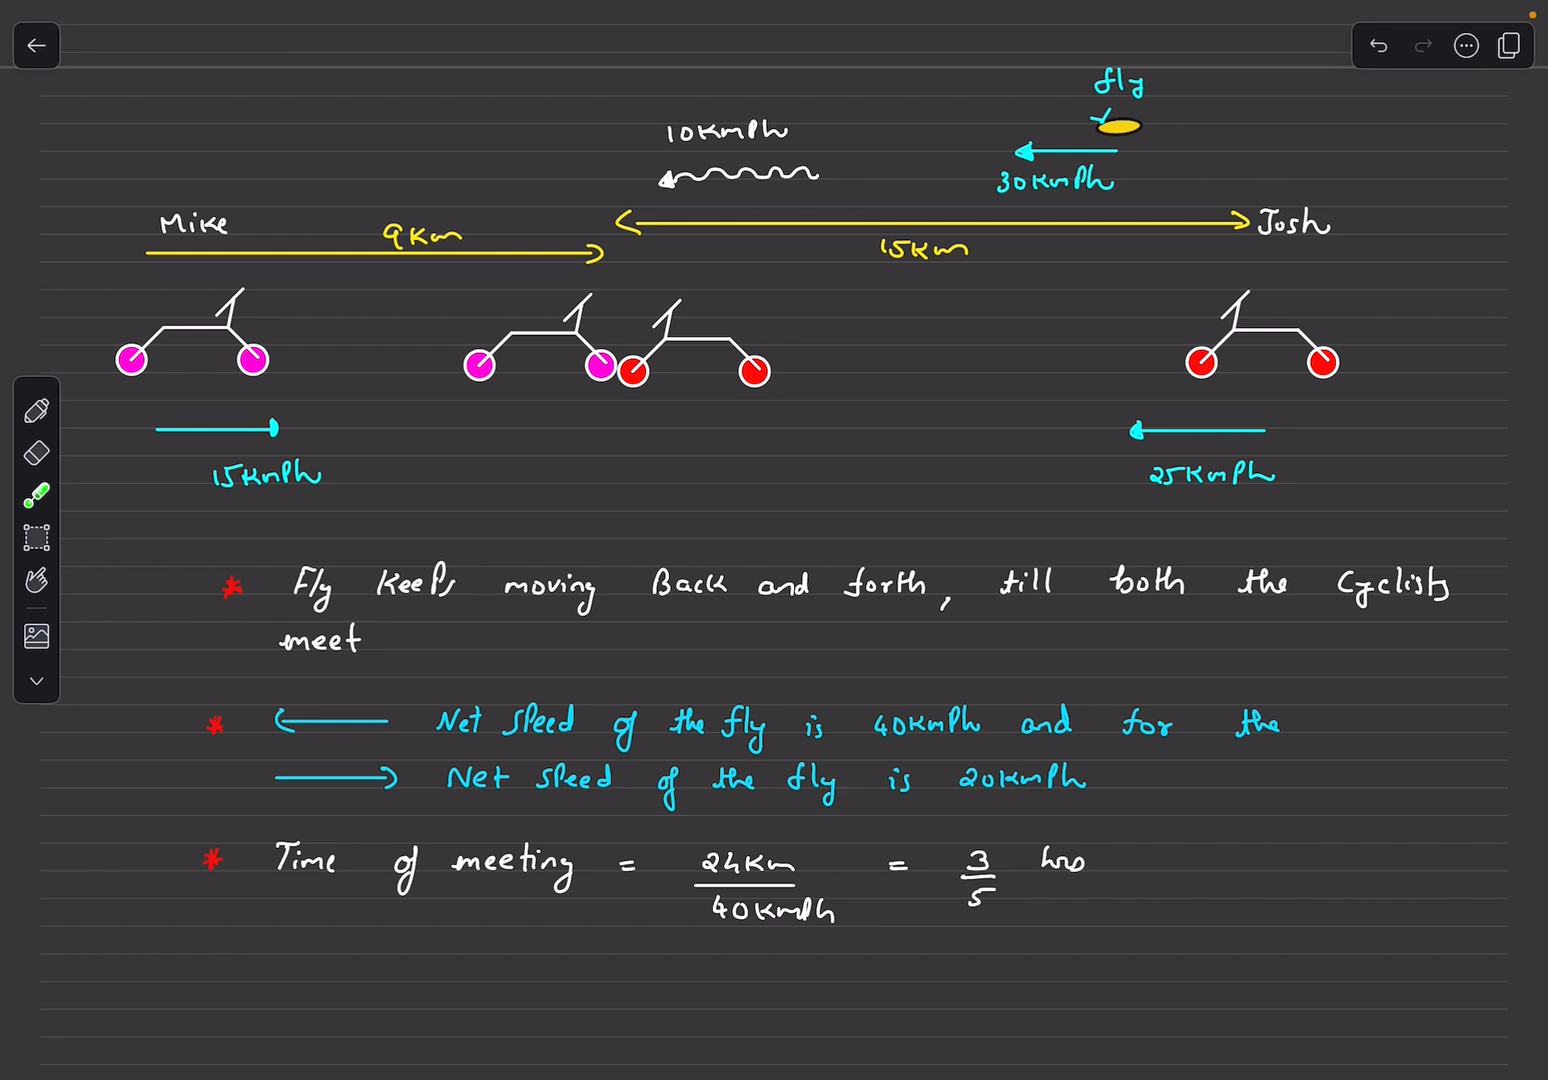 fly
10KmPh
30KmPh
Mike
9Km
15Km
Josh
15KmPh
25KmPh
* Fly Keeps moving Back and forth, till both the Cyclists
meet
* ← Net Speed of the fly is 40KmPh and for the
→ Net speed of the fly is 20KmPh
* Time of meeting = 24Km / 40KmPh = 3/5 hrs